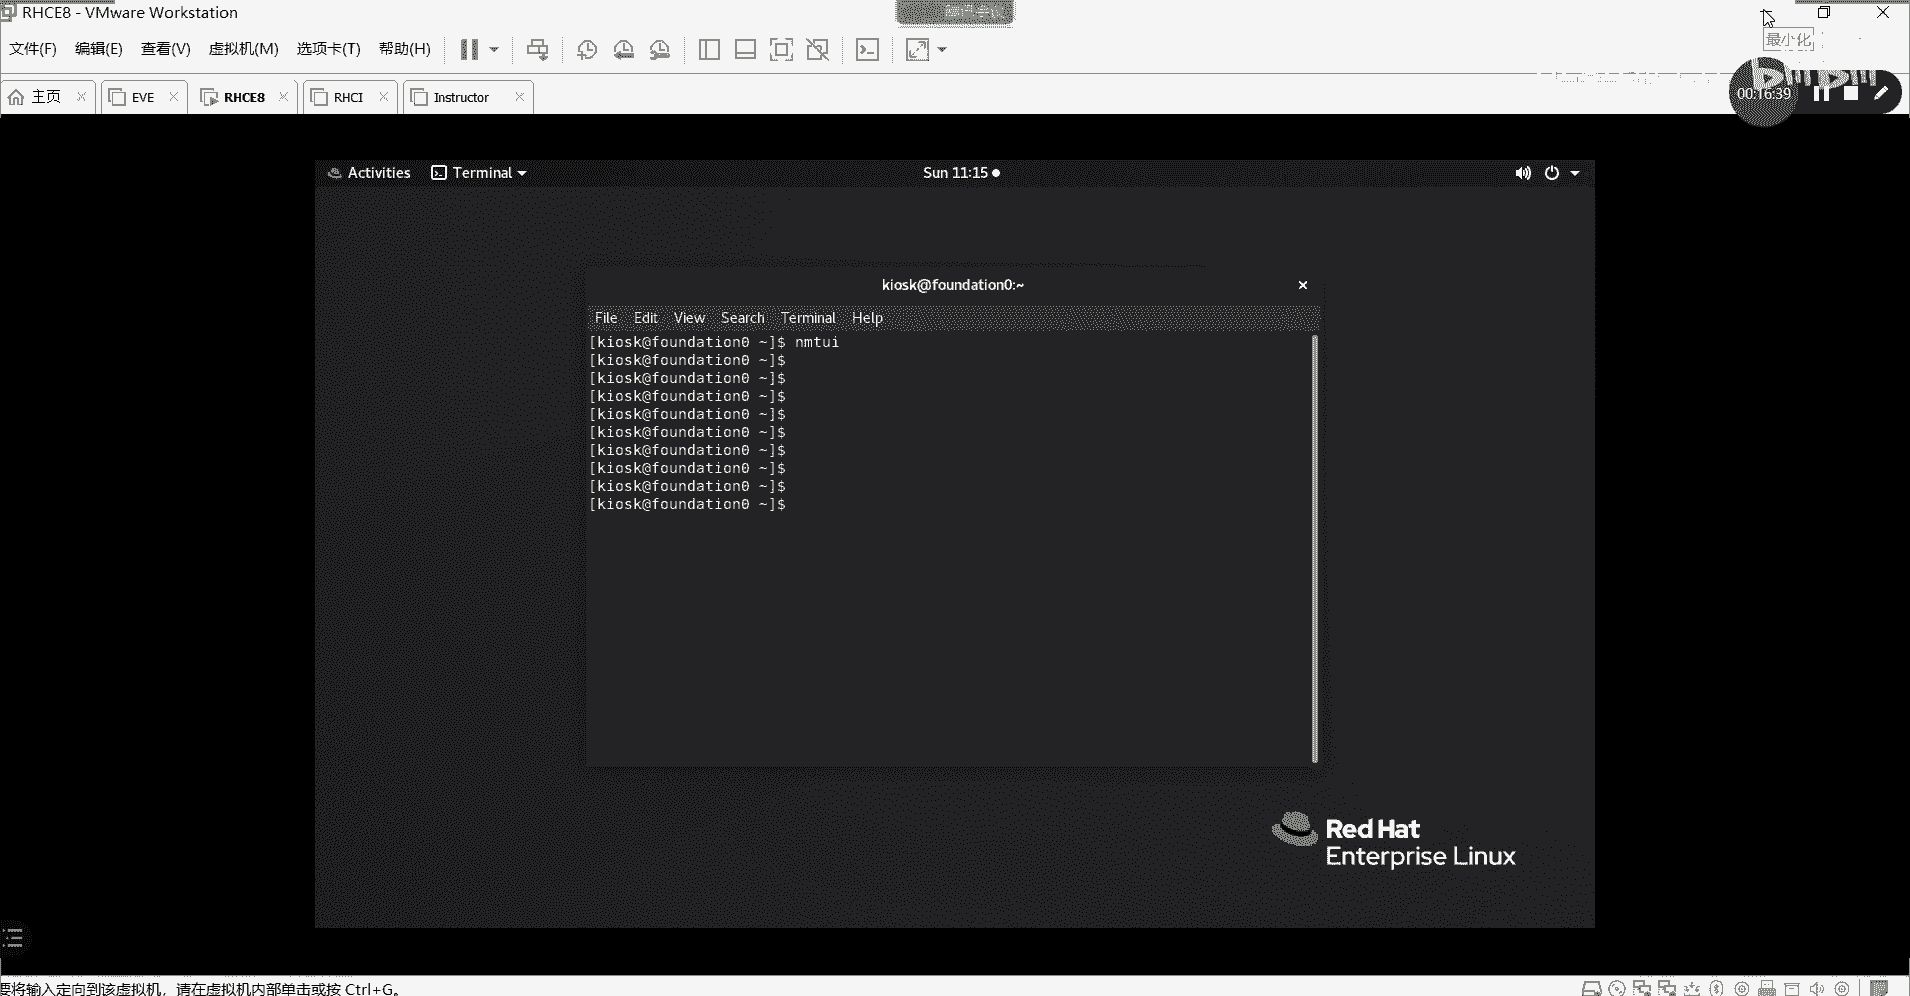 RHCE8 - VMware Workstation
文件(F) 编辑(E) 查看(V) 虚拟机(M) 选项卡(T) 帮助(H)
最小化
主页 EVE RHCE8 RHCI Instructor
bilibili
00:16:39
Activities Terminal Sun 11:15
kiosk@foundation0:~
File Edit View Search Terminal Help
[kiosk@foundation0 ~]$ nmtui
[kiosk@foundation0 ~]$
[kiosk@foundation0 ~]$
[kiosk@foundation0 ~]$
[kiosk@foundation0 ~]$
[kiosk@foundation0 ~]$
[kiosk@foundation0 ~]$
[kiosk@foundation0 ~]$
[kiosk@foundation0 ~]$
[kiosk@foundation0 ~]$
Red Hat
Enterprise Linux
要将输入定向到该虚拟机，请在虚拟机内部单击或按 Ctrl+G。